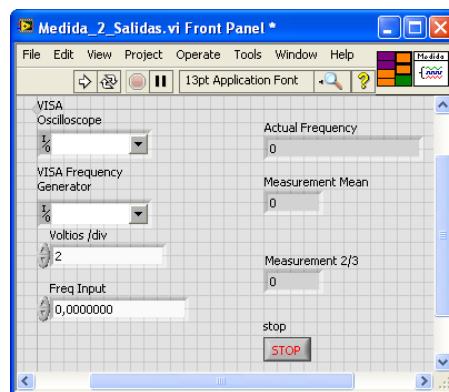 Medida_2_Salidas.vi Front Panel *
File Edit View Project Operate Tools Window Help
13pt Application Font
Medida
VISA
Oscilloscope
VISA Frequency
Generator
Voltios /div
2
Freq Input
0,0000000
Actual Frequency
0
Measurement Mean
0
Measurement 2/3
0
stop
STOP